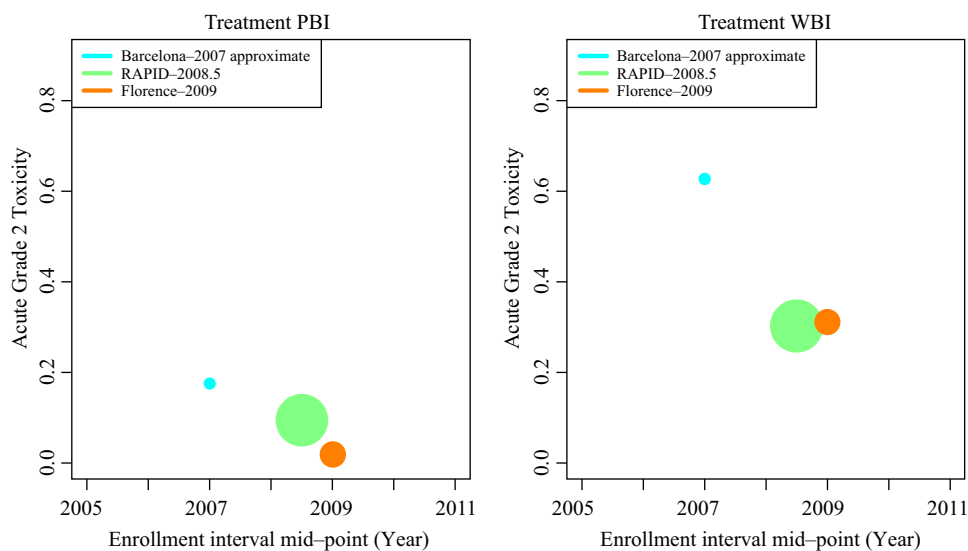 Treatment PBI
Barcelona–2007 approximate
RAPID–2008.5
Florence–2009
Acute Grade 2 Toxicity
0.8
0.6
0.4
0.2
0.0
2005 2007 2009 2011
Enrollment interval mid–point (Year)
Treatment WBI
Barcelona–2007 approximate
RAPID–2008.5
Florence–2009
Acute Grade 2 Toxicity
0.8
0.6
0.4
0.2
0.0
2005 2007 2009 2011
Enrollment interval mid–point (Year)